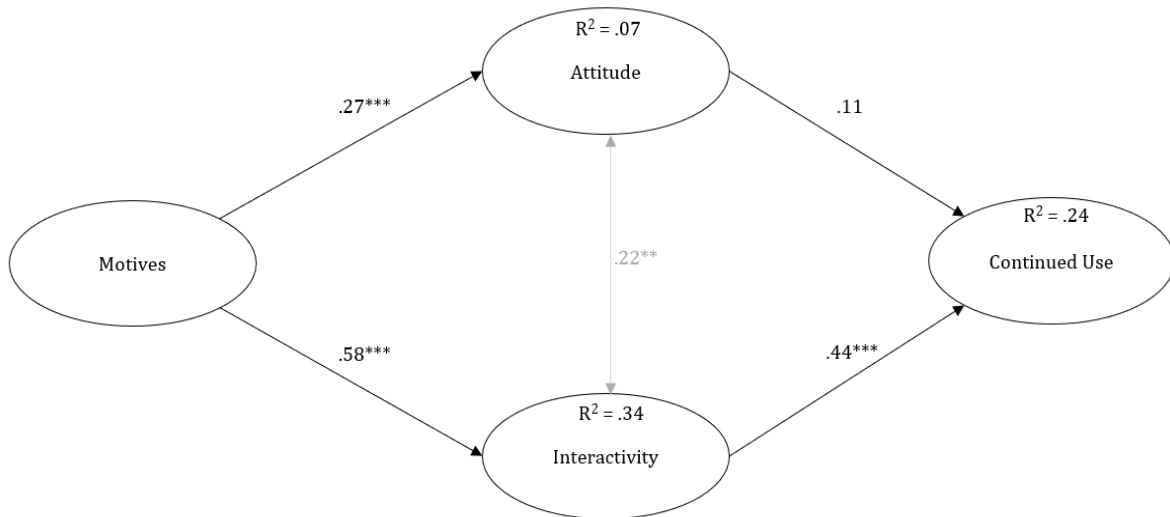 R² = .07
Attitude
.27***
.11
Motives
.22**
R² = .24
Continued Use
.58***
.44***
R² = .34
Interactivity